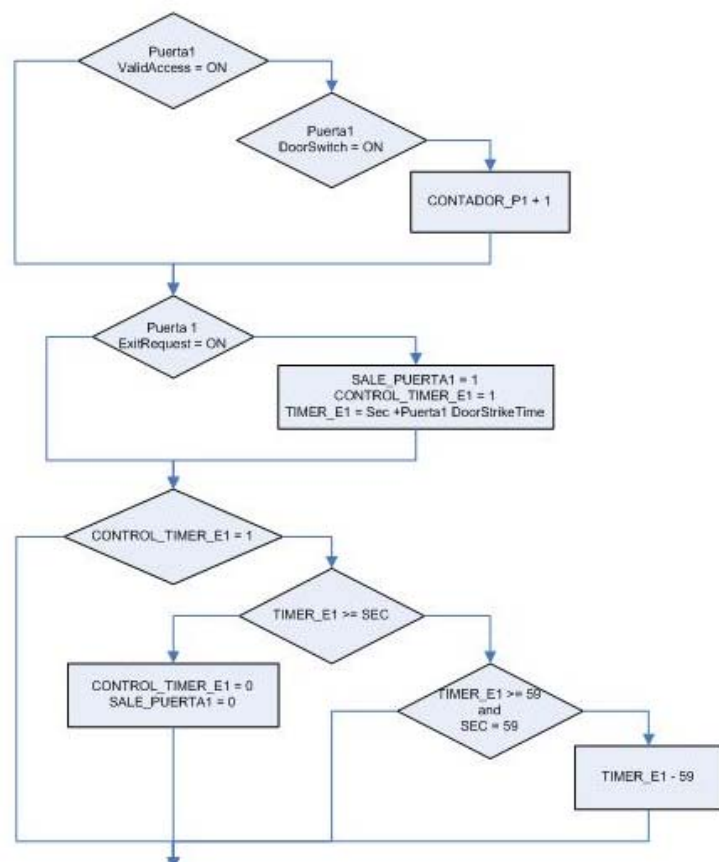 Puerta1
ValidAccess = ON
Puerta1
DoorSwitch = ON
CONTADOR_P1 + 1
Puerta 1
ExitRequest = ON
SALE_PUERTA1 = 1
CONTROL_TIMER_E1 = 1
TIMER_E1 = Sec +Puerta1 DoorStrikeTime
CONTROL_TIMER_E1 = 1
TIMER_E1 >= SEC
CONTROL_TIMER_E1 = 0
SALE_PUERTA1 = 0
TIMER_E1 >= 59
and
SEC = 59
TIMER_E1 - 59